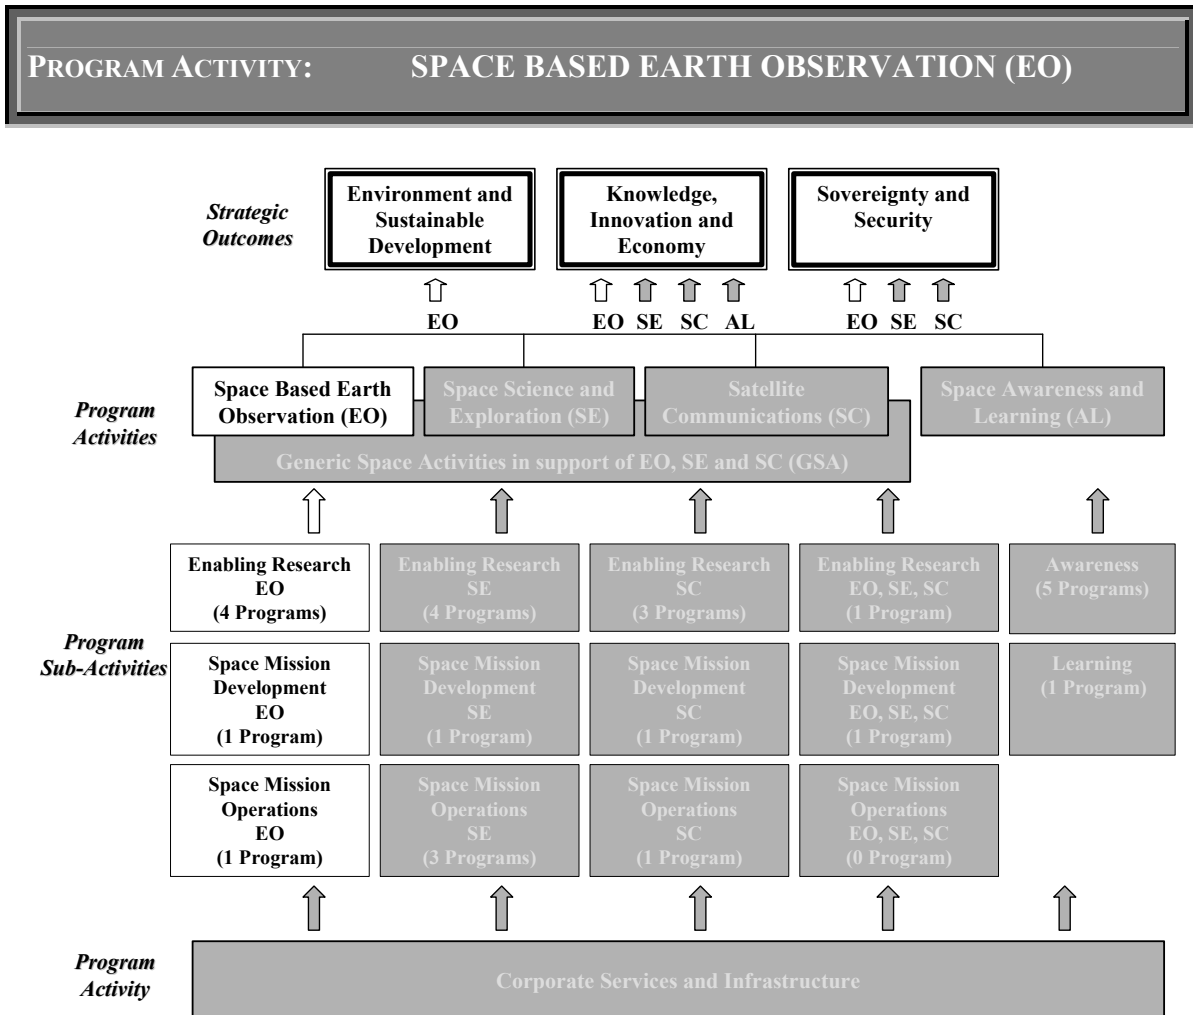 PROGRAM ACTIVITY: SPACE BASED EARTH OBSERVATION (EO)
Strategic
Outcomes
Environment and
Sustainable
Development
Knowledge,
Innovation and
Economy
Sovereignty and
Security
EO
EO SE SC AL
EO SE SC
Program
Activities
Space Based Earth
Observation (EO)
Space Science and
Exploration (SE)
Satellite
Communications (SC)
Space Awareness and
Learning (AL)
Generic Space Activities in support of EO, SE and SC (GSA)
Program
Sub-Activities
Enabling Research
EO
(4 Programs)
Enabling Research
SE
(4 Programs)
Enabling Research
SC
(3 Programs)
Enabling Research
EO, SE, SC
(1 Program)
Awareness
(5 Programs)
Space Mission
Development
EO
(1 Program)
Space Mission
Development
SE
(1 Program)
Space Mission
Development
SC
(1 Program)
Space Mission
Development
EO, SE, SC
(1 Program)
Learning
(1 Program)
Space Mission
Operations
EO
(1 Program)
Space Mission
Operations
SE
(3 Programs)
Space Mission
Operations
SC
(1 Program)
Space Mission
Operations
EO, SE, SC
(0 Program)
Program
Activity
Corporate Services and Infrastructure